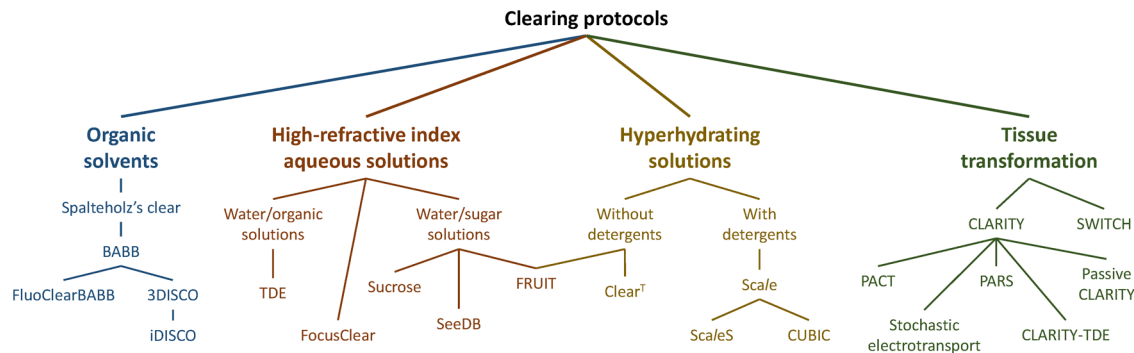 Clearing protocols
Organic
solvents
High-refractive index
aqueous solutions
Hyperhydrating
solutions
Tissue
transformation
Spalteholz's clear
BABB
FluoClearBABB
3DISCO
iDISCO
Water/organic
solutions
TDE
FocusClear
Water/sugar
solutions
Sucrose
SeeDB
FRUIT
Without
detergents
Clearᵀ
With
detergents
Scale
ScaleS
CUBIC
CLARITY
SWITCH
PACT
Stochastic
electrotransport
PARS
CLARITY-TDE
Passive
CLARITY